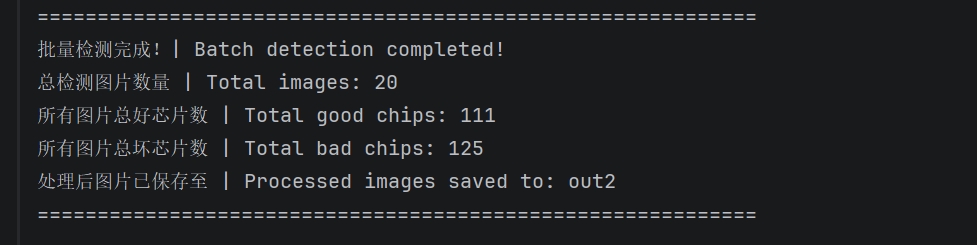 ============================================================
批量检测完成! | Batch detection completed!
总检测图片数量 | Total images: 20
所有图片总好芯片数 | Total good chips: 111
所有图片总坏芯片数 | Total bad chips: 125
处理后图片已保存至 | Processed images saved to: out2
============================================================